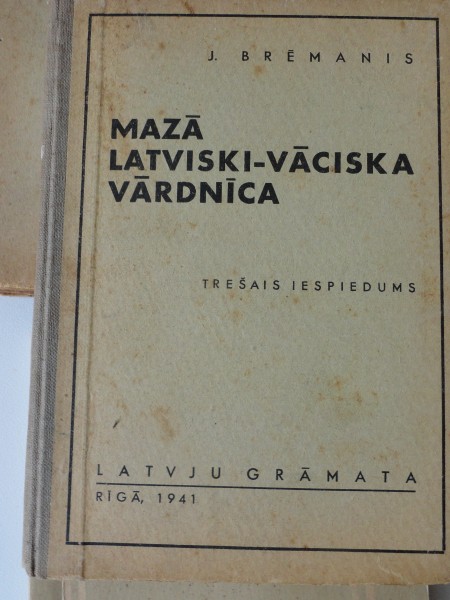 J. BRĒMANIS
MAZĀ
LATVISKI-VĀCISKA
VĀRDNĪCA
TREŠAIS IESPIEDUMS
LATVJU GRĀMATA
RĪGĀ, 1941